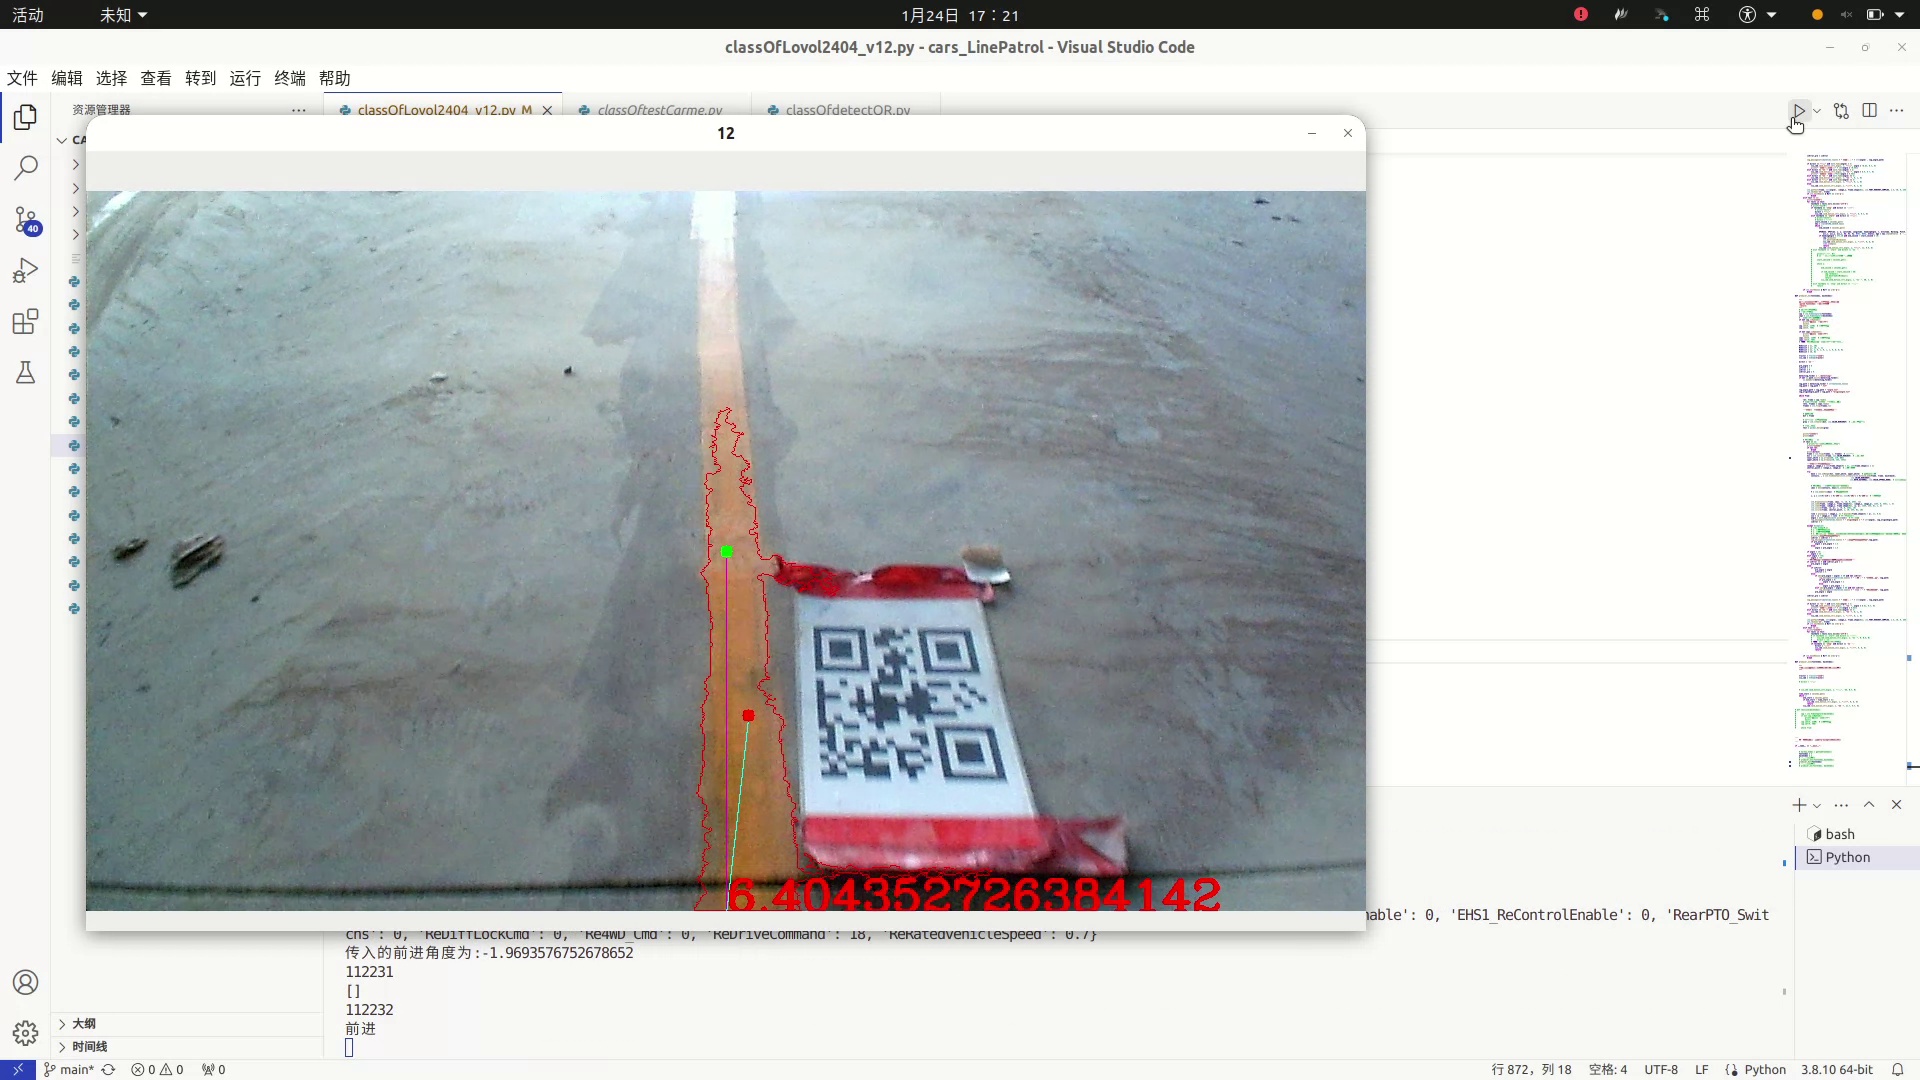 活动
未知
1月24日 17：21
classOfLovol2404_v12.py - cars_LinePatrol - Visual Studio Code
文件 编辑 选择 查看 转到 运行 终端 帮助
资源管理器
classOfLovol2404_v12.py M
classOftestCarme.py
classOfdetectQR.py
CA
12
40
6.404352726384142
bash
Python
nable': 0, 'EHS1_ReControlEnable': 0, 'RearPTO_Swit
chs': 0, 'ReDiffLockCmd': 0, 'Re4WD_Cmd': 0, 'ReDriveCommand': 18, 'ReRatedVehicleSpeed': 0.7}
传入的前进角度为:-1.9693576752678652
112231
[]
112232
前进
大纲
时间线
main* 0 0 0
行 872，列 18 空格: 4 UTF-8 LF Python 3.8.10 64-bit